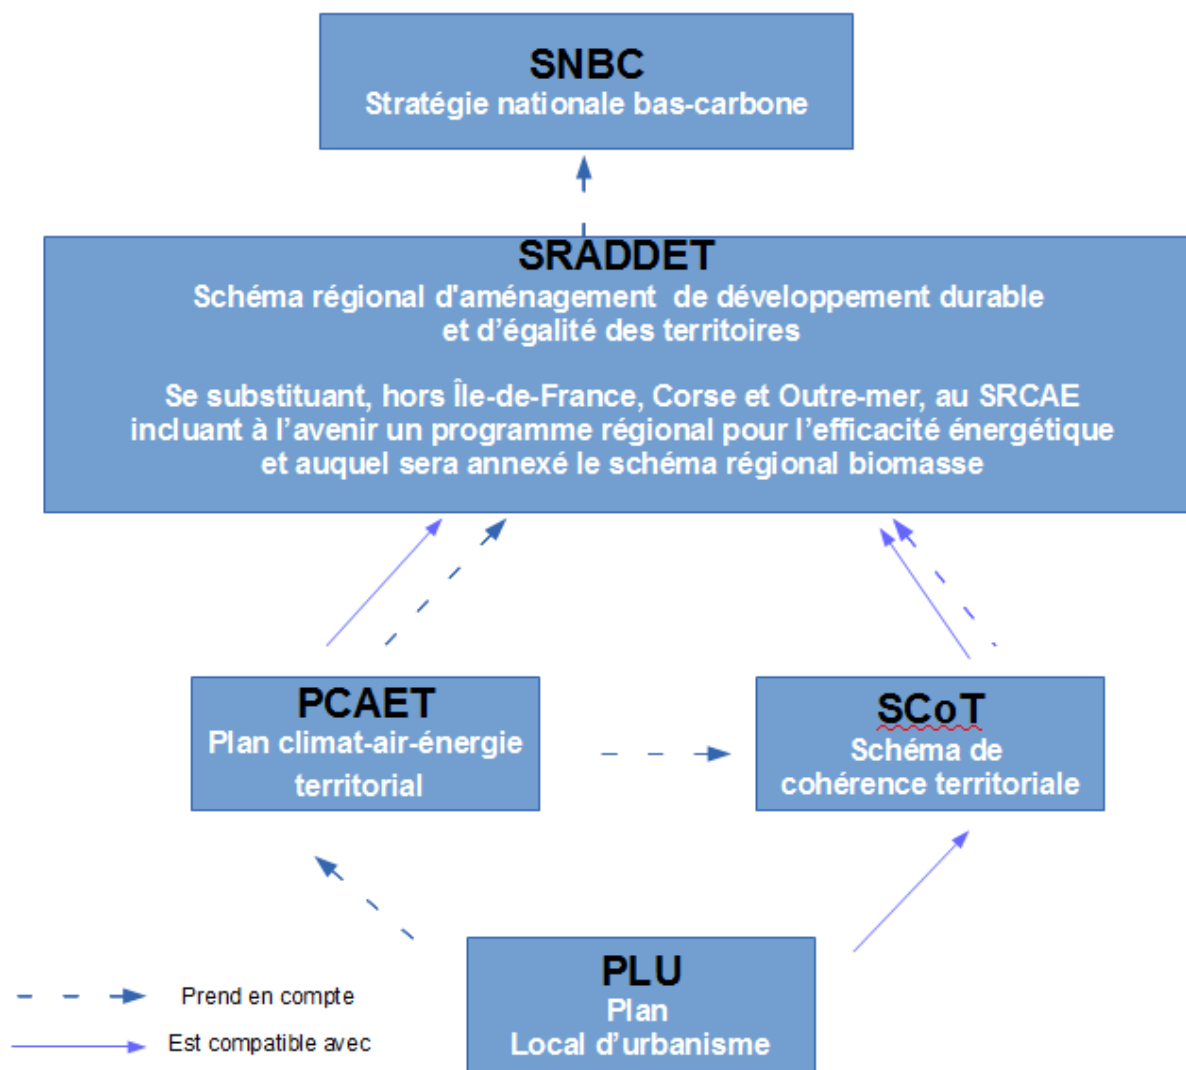 SNBC
Stratégie nationale bas-carbone
SRADDET
Schéma régional d'aménagement de développement durable
et d’égalité des territoires
Se substituant, hors Île-de-France, Corse et Outre-mer, au SRCAE
incluant à l’avenir un programme régional pour l’efficacité énergétique
et auquel sera annexé le schéma régional biomasse
PCAET
Plan climat-air-énergie
territorial
SCoT
Schéma de
cohérence territoriale
PLU
Plan
Local d’urbanisme
Prend en compte
Est compatible avec